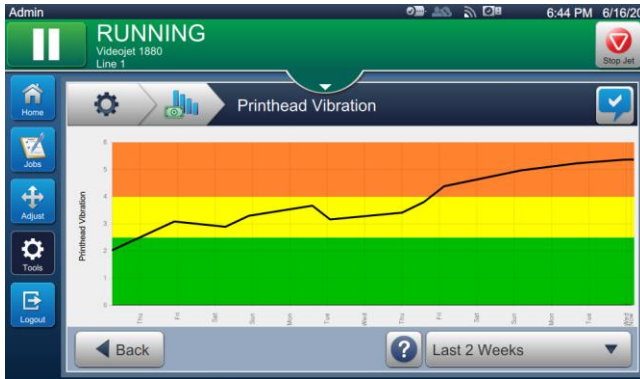 Admin
6:44 PM 6/16/20
RUNNING
Videojet 1880
Line 1
Stop Jet
Home
Printhead Vibration
Jobs
Adjust
Tools
Logout
Printhead Vibration
6
5
4
3
2
1
0
Thu Fri Sat Sun Mon Tue Wed Thu Fri Sat Sun Mon Tue Wed
Now
Back
?
Last 2 Weeks